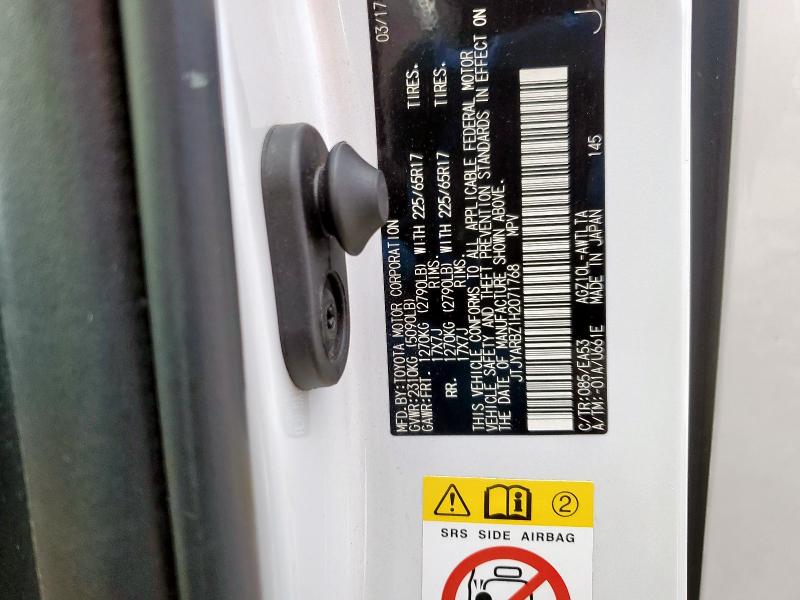 MFD.BY:TOYOTA MOTOR CORPORATION 03/17
GVWR:2310KG (5090LB)
GAWR:FRT. 1270KG (2790LB) WITH 225/65R17 TIRES.
17X7J RIMS.
RR. 1270KG (2790LB) WITH 225/65R17 TIRES.
17X7J RIMS.
THIS VEHICLE CONFORMS TO ALL APPLICABLE FEDERAL MOTOR
VEHICLE SAFETY AND THEFT PREVENTION STANDARDS IN EFFECT ON
THE DATE OF MANUFACTURE SHOWN ABOVE.
JTJYARBZ1H2071768 MPV
C/TR:085/EA53 AGZ10L-AWTLTA 145
A/TM:-01A/U661E MADE IN JAPAN J
2
SRS SIDE AIRBAG